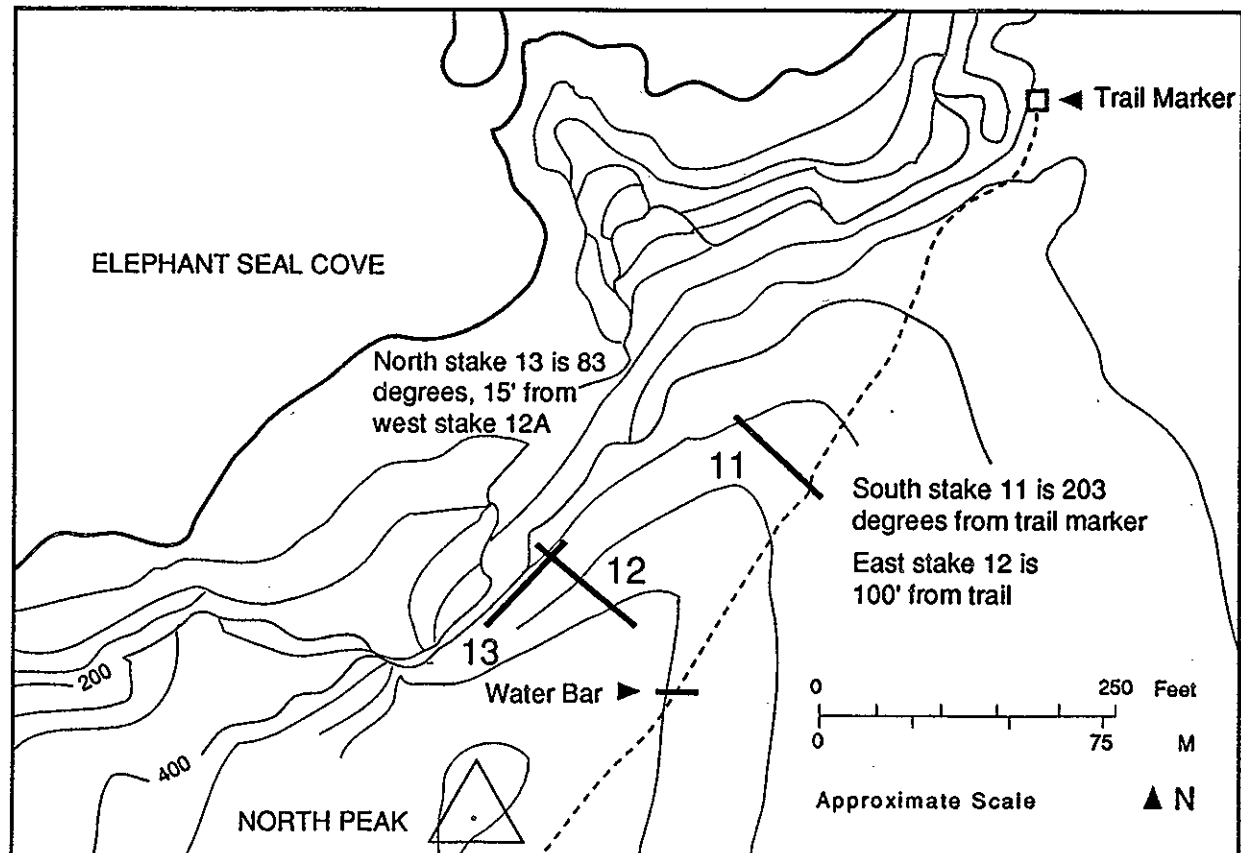 Trail Marker
ELEPHANT SEAL COVE
North stake 13 is 83
degrees, 15' from
west stake 12A
11
South stake 11 is 203
degrees from trail marker
East stake 12 is
100' from trail
12
13
200
Water Bar
0 250 Feet
0 75 M
400
NORTH PEAK
Approximate Scale
N